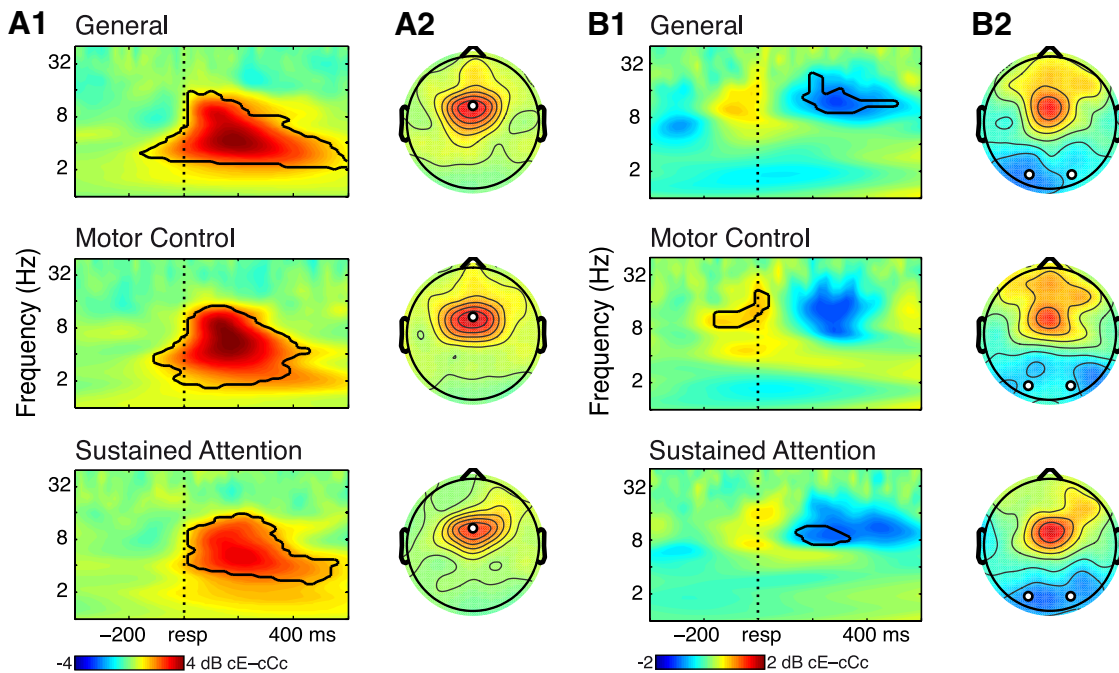 A1
General
A2
B1
General
B2
32
8
2
32
8
2
Motor Control
Motor Control
Frequency (Hz)
Frequency (Hz)
32
8
2
32
8
2
Sustained Attention
Sustained Attention
32
8
2
32
8
2
−200 resp 400 ms
−200 resp 400 ms
-4 4 dB cE−cCc
-2 2 dB cE−cCc